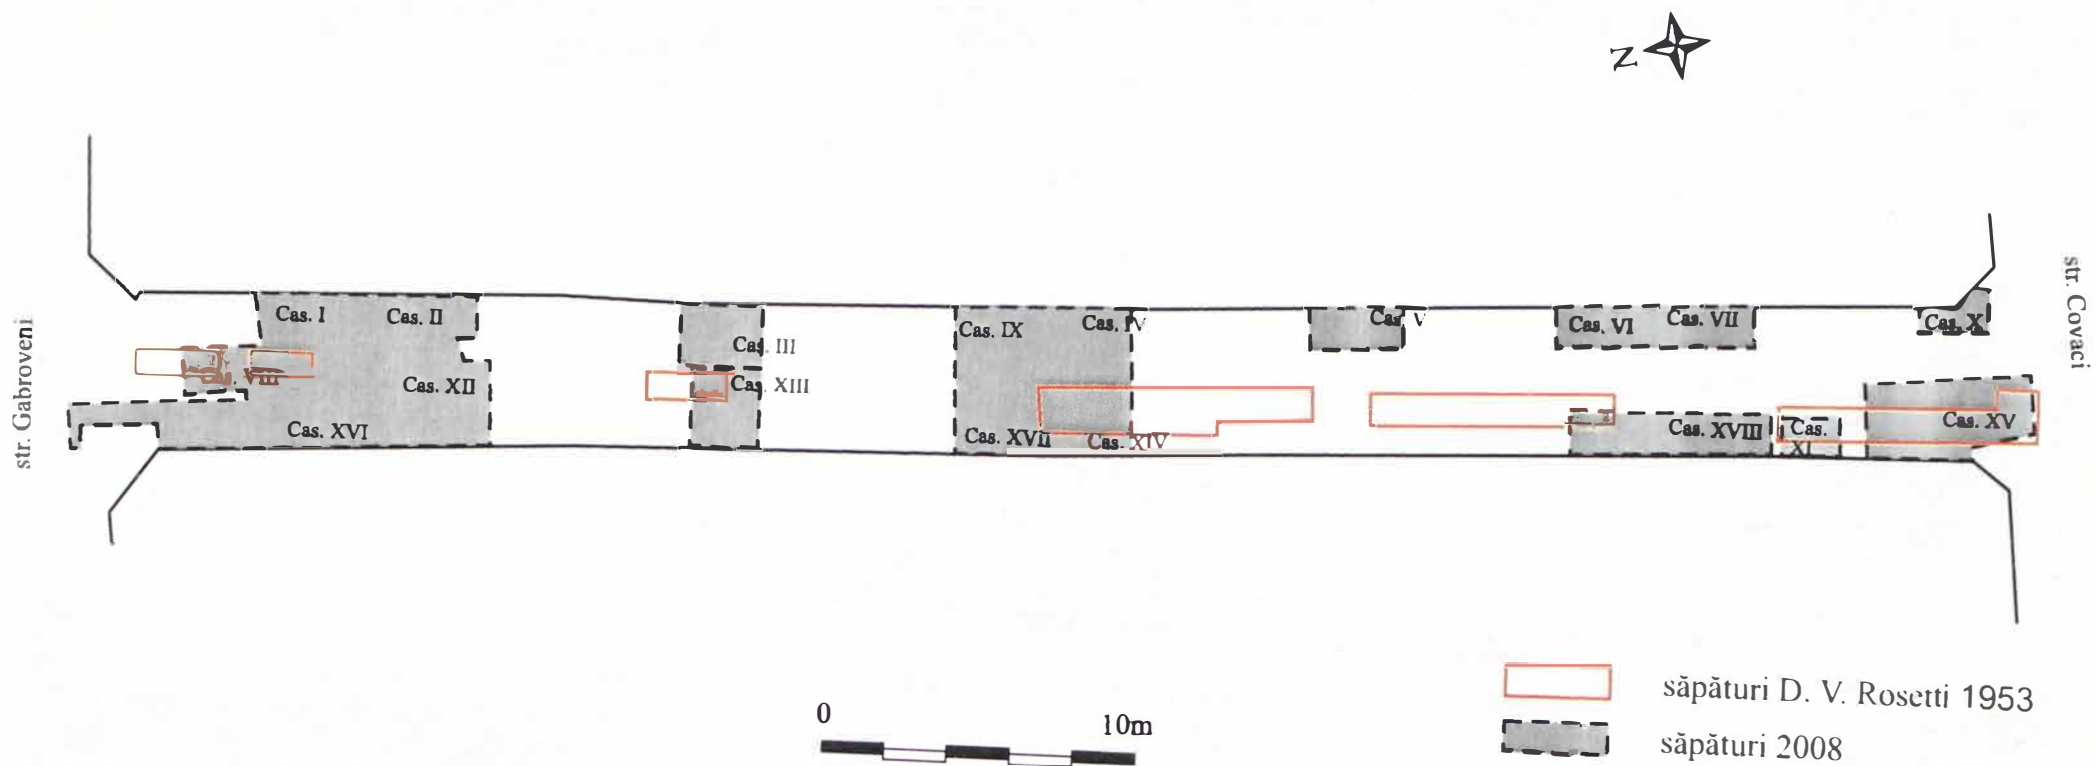 Z
str. Gabroveni
str. Covaci
Cas. I
Cas. II
Cas. III
Cas. IX
Cas. IV
Cas. V
Cas. VI
Cas. VII
Cas. X
VIII
Cas. XII
Cas. XIII
Cas. XVI
Cas. XVII
Cas. XIV
Cas. XVIII
Cas.
XI
Cas. XV
0
10m
săpături D. V. Rosetti 1953
săpături 2008